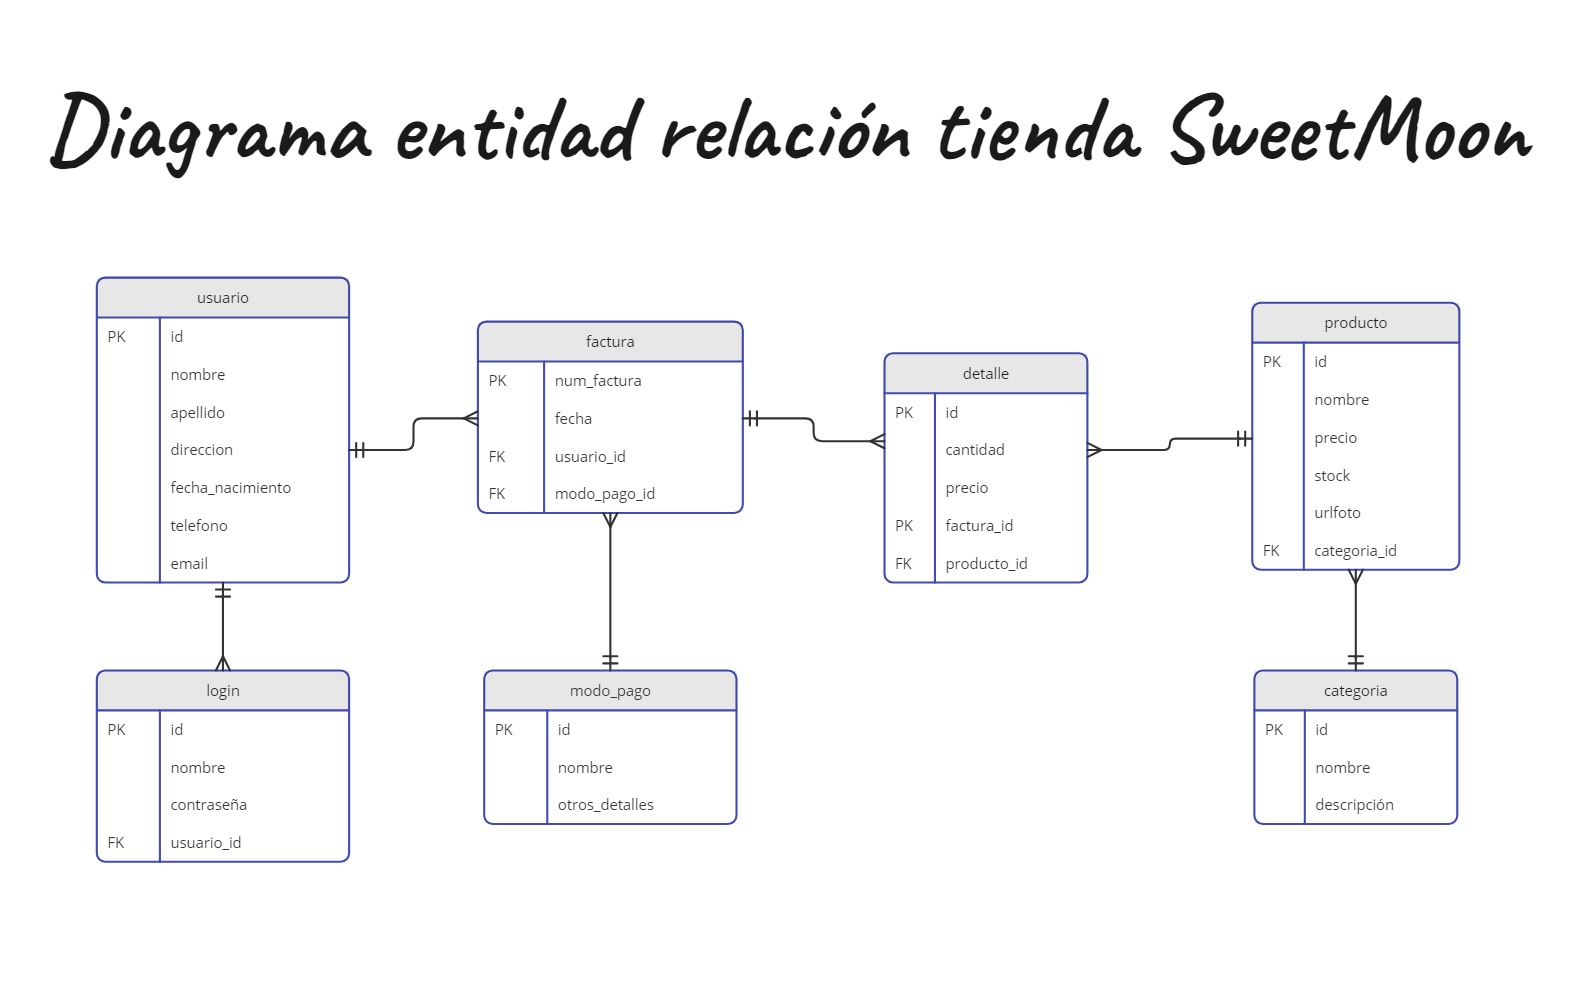 Diagrama entidad relación tienda SweetMoon
usuario
PK id
nombre
apellido
direccion
fecha_nacimiento
telefono
email
factura
PK num_factura
fecha
FK usuario_id
FK modo_pago_id
detalle
PK id
cantidad
precio
PK factura_id
FK producto_id
producto
PK id
nombre
precio
stock
urlfoto
FK categoria_id
login
PK id
nombre
contraseña
FK usuario_id
modo_pago
PK id
nombre
otros_detalles
categoria
PK id
nombre
descripción